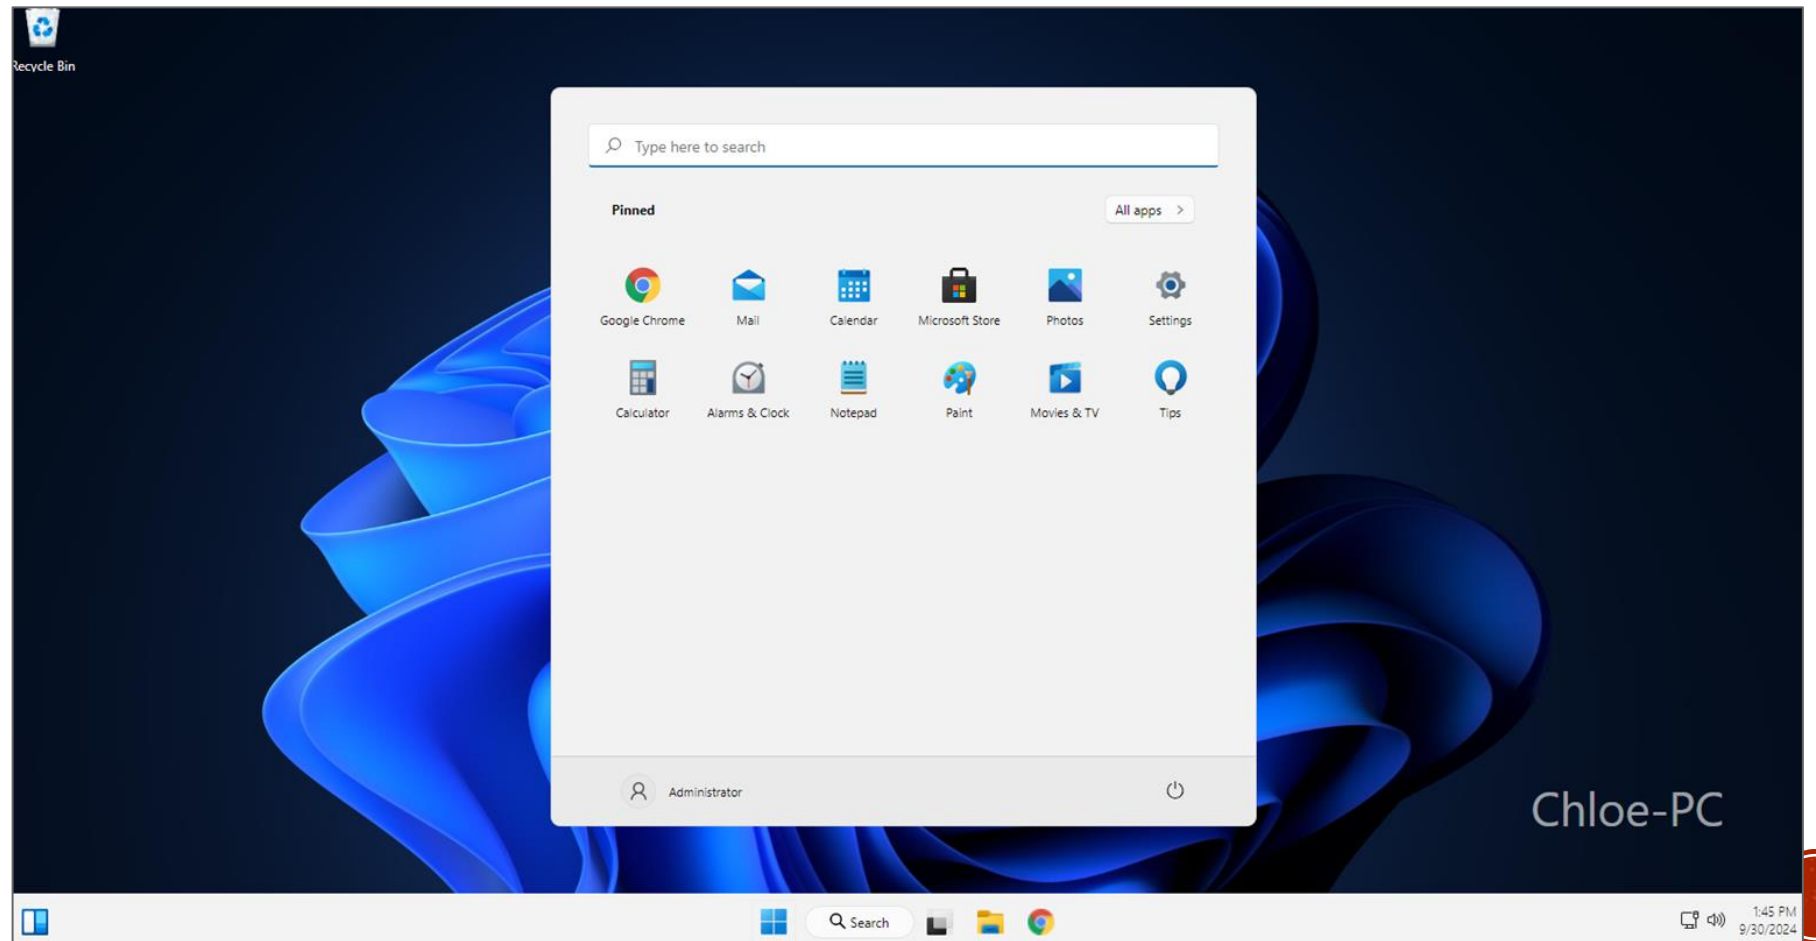 Recycle Bin
Type here to search
Pinned
All apps
Google Chrome
Mail
Calendar
Microsoft Store
Photos
Settings
Calculator
Alarms & Clock
Notepad
Paint
Movies & TV
Tips
Administrator
Chloe-PC
Search
1:45 PM
9/30/2024